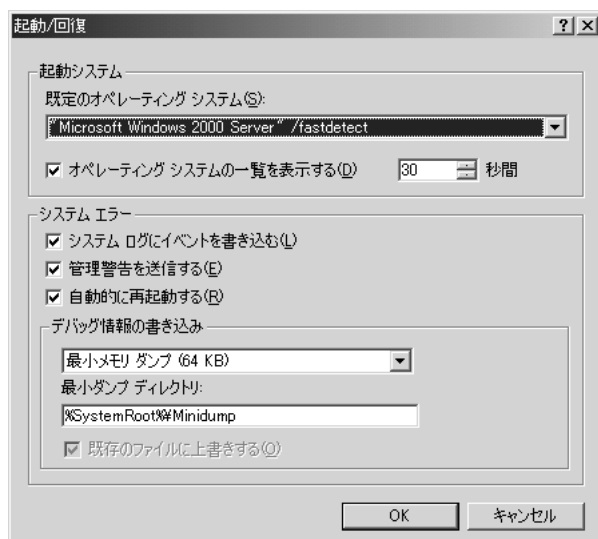 起動/回復
起動システム
既定のオペレーティング システム(S):
"Microsoft Windows 2000 Server" /fastdetect
オペレーティング システムの一覧を表示する(D) 30 秒間
システム エラー
システム ログにイベントを書き込む(L)
管理警告を送信する(E)
自動的に再起動する(R)
デバッグ情報の書き込み
最小メモリ ダンプ (64 KB)
最小ダンプ ディレクトリ:
%SystemRoot%¥Minidump
既存のファイルに上書きする(O)
OK キャンセル